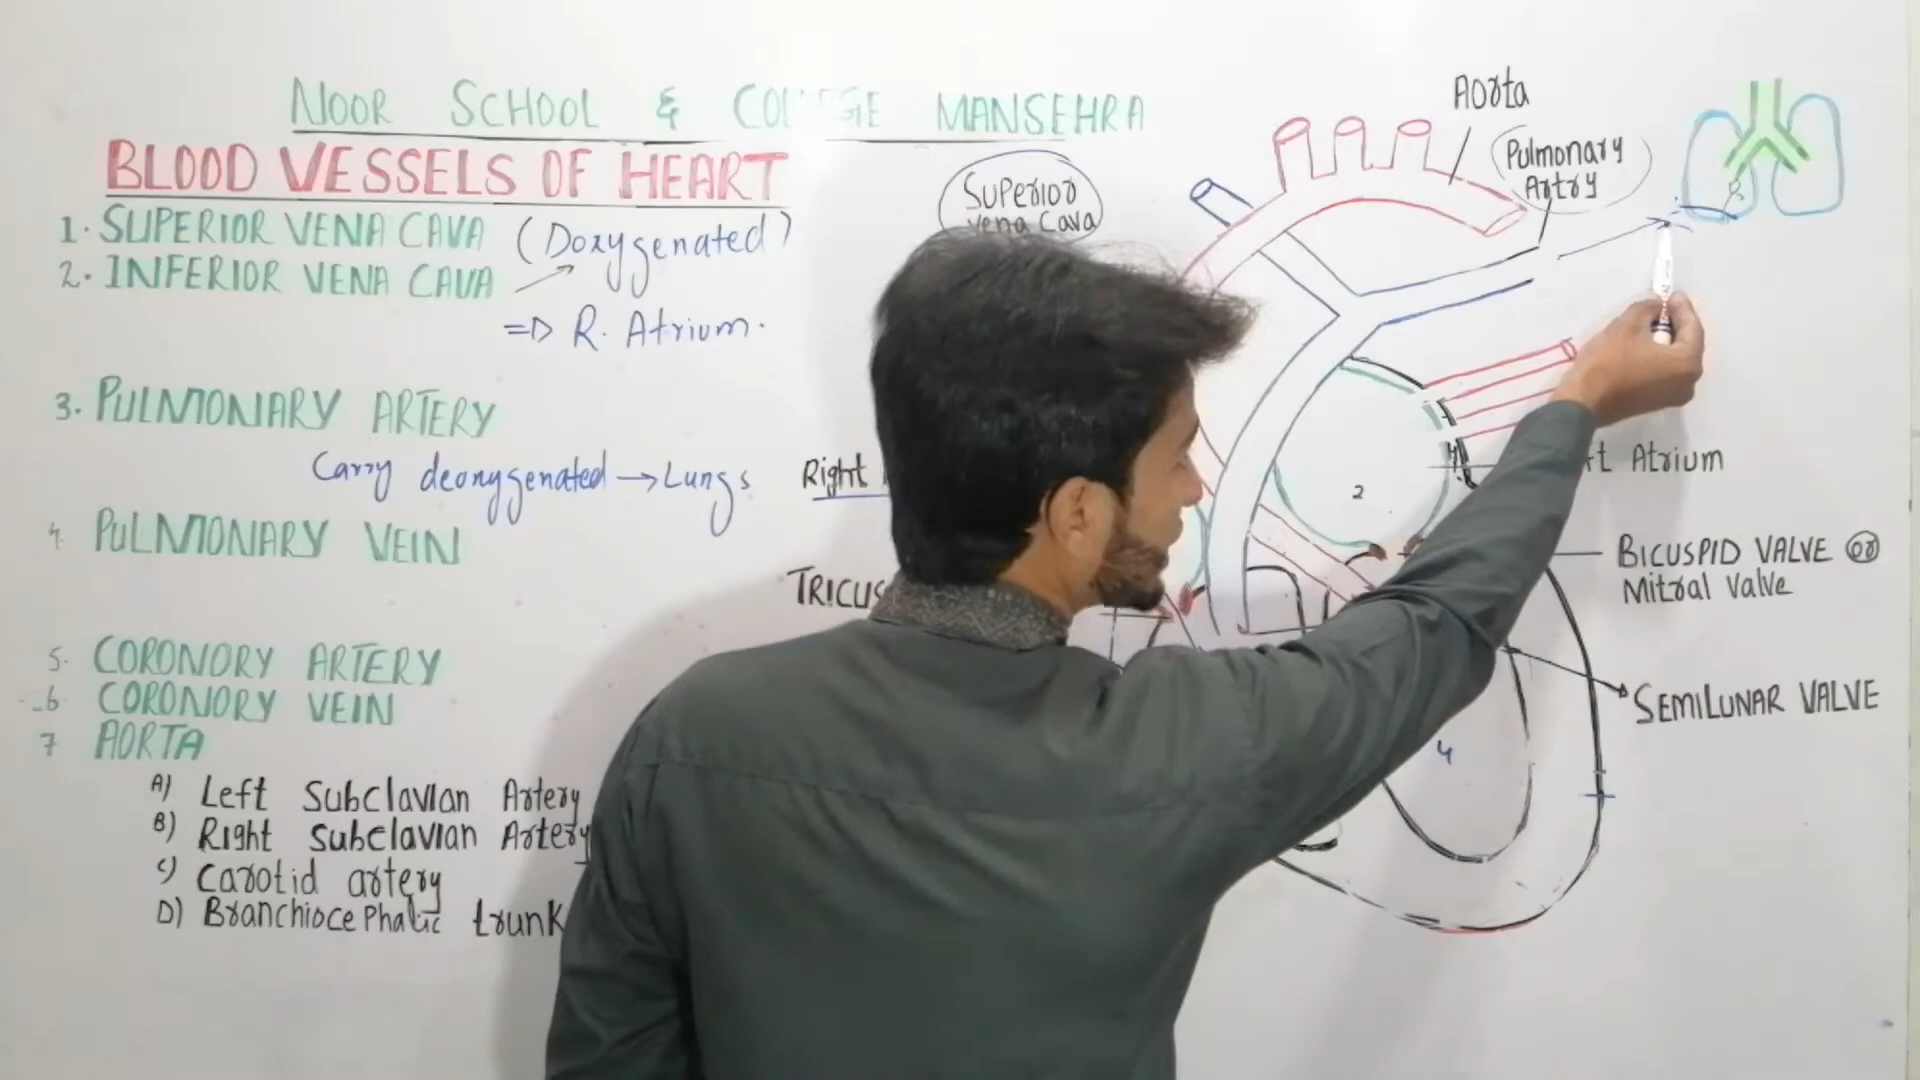 NOOR SCHOOL & COLLEGE MANSEHRA
BLOOD VESSELS OF HEART
1. SUPERIOR VENA CAVA (Doxygenated)
2. INFERIOR VENA CAVA
=> R. Atrium.
3. PULMONARY ARTERY
Carry deoxygenated → Lungs
4. PULMONARY VEIN
5. CORONORY ARTERY
6 CORONORY VEIN
7 AORTA
A) Left Subclavian Artery
B) Right Subclavian Artery
C) Carotid artery
D) Branchiocephalic trunk
Aorta
Pulmonary
Artry
Superior
Vena Cava
Right
Atrium
2
TRICUS
BICUSPID VALVE OR
Mitral Valve
SEMILUNAR VALVE
4